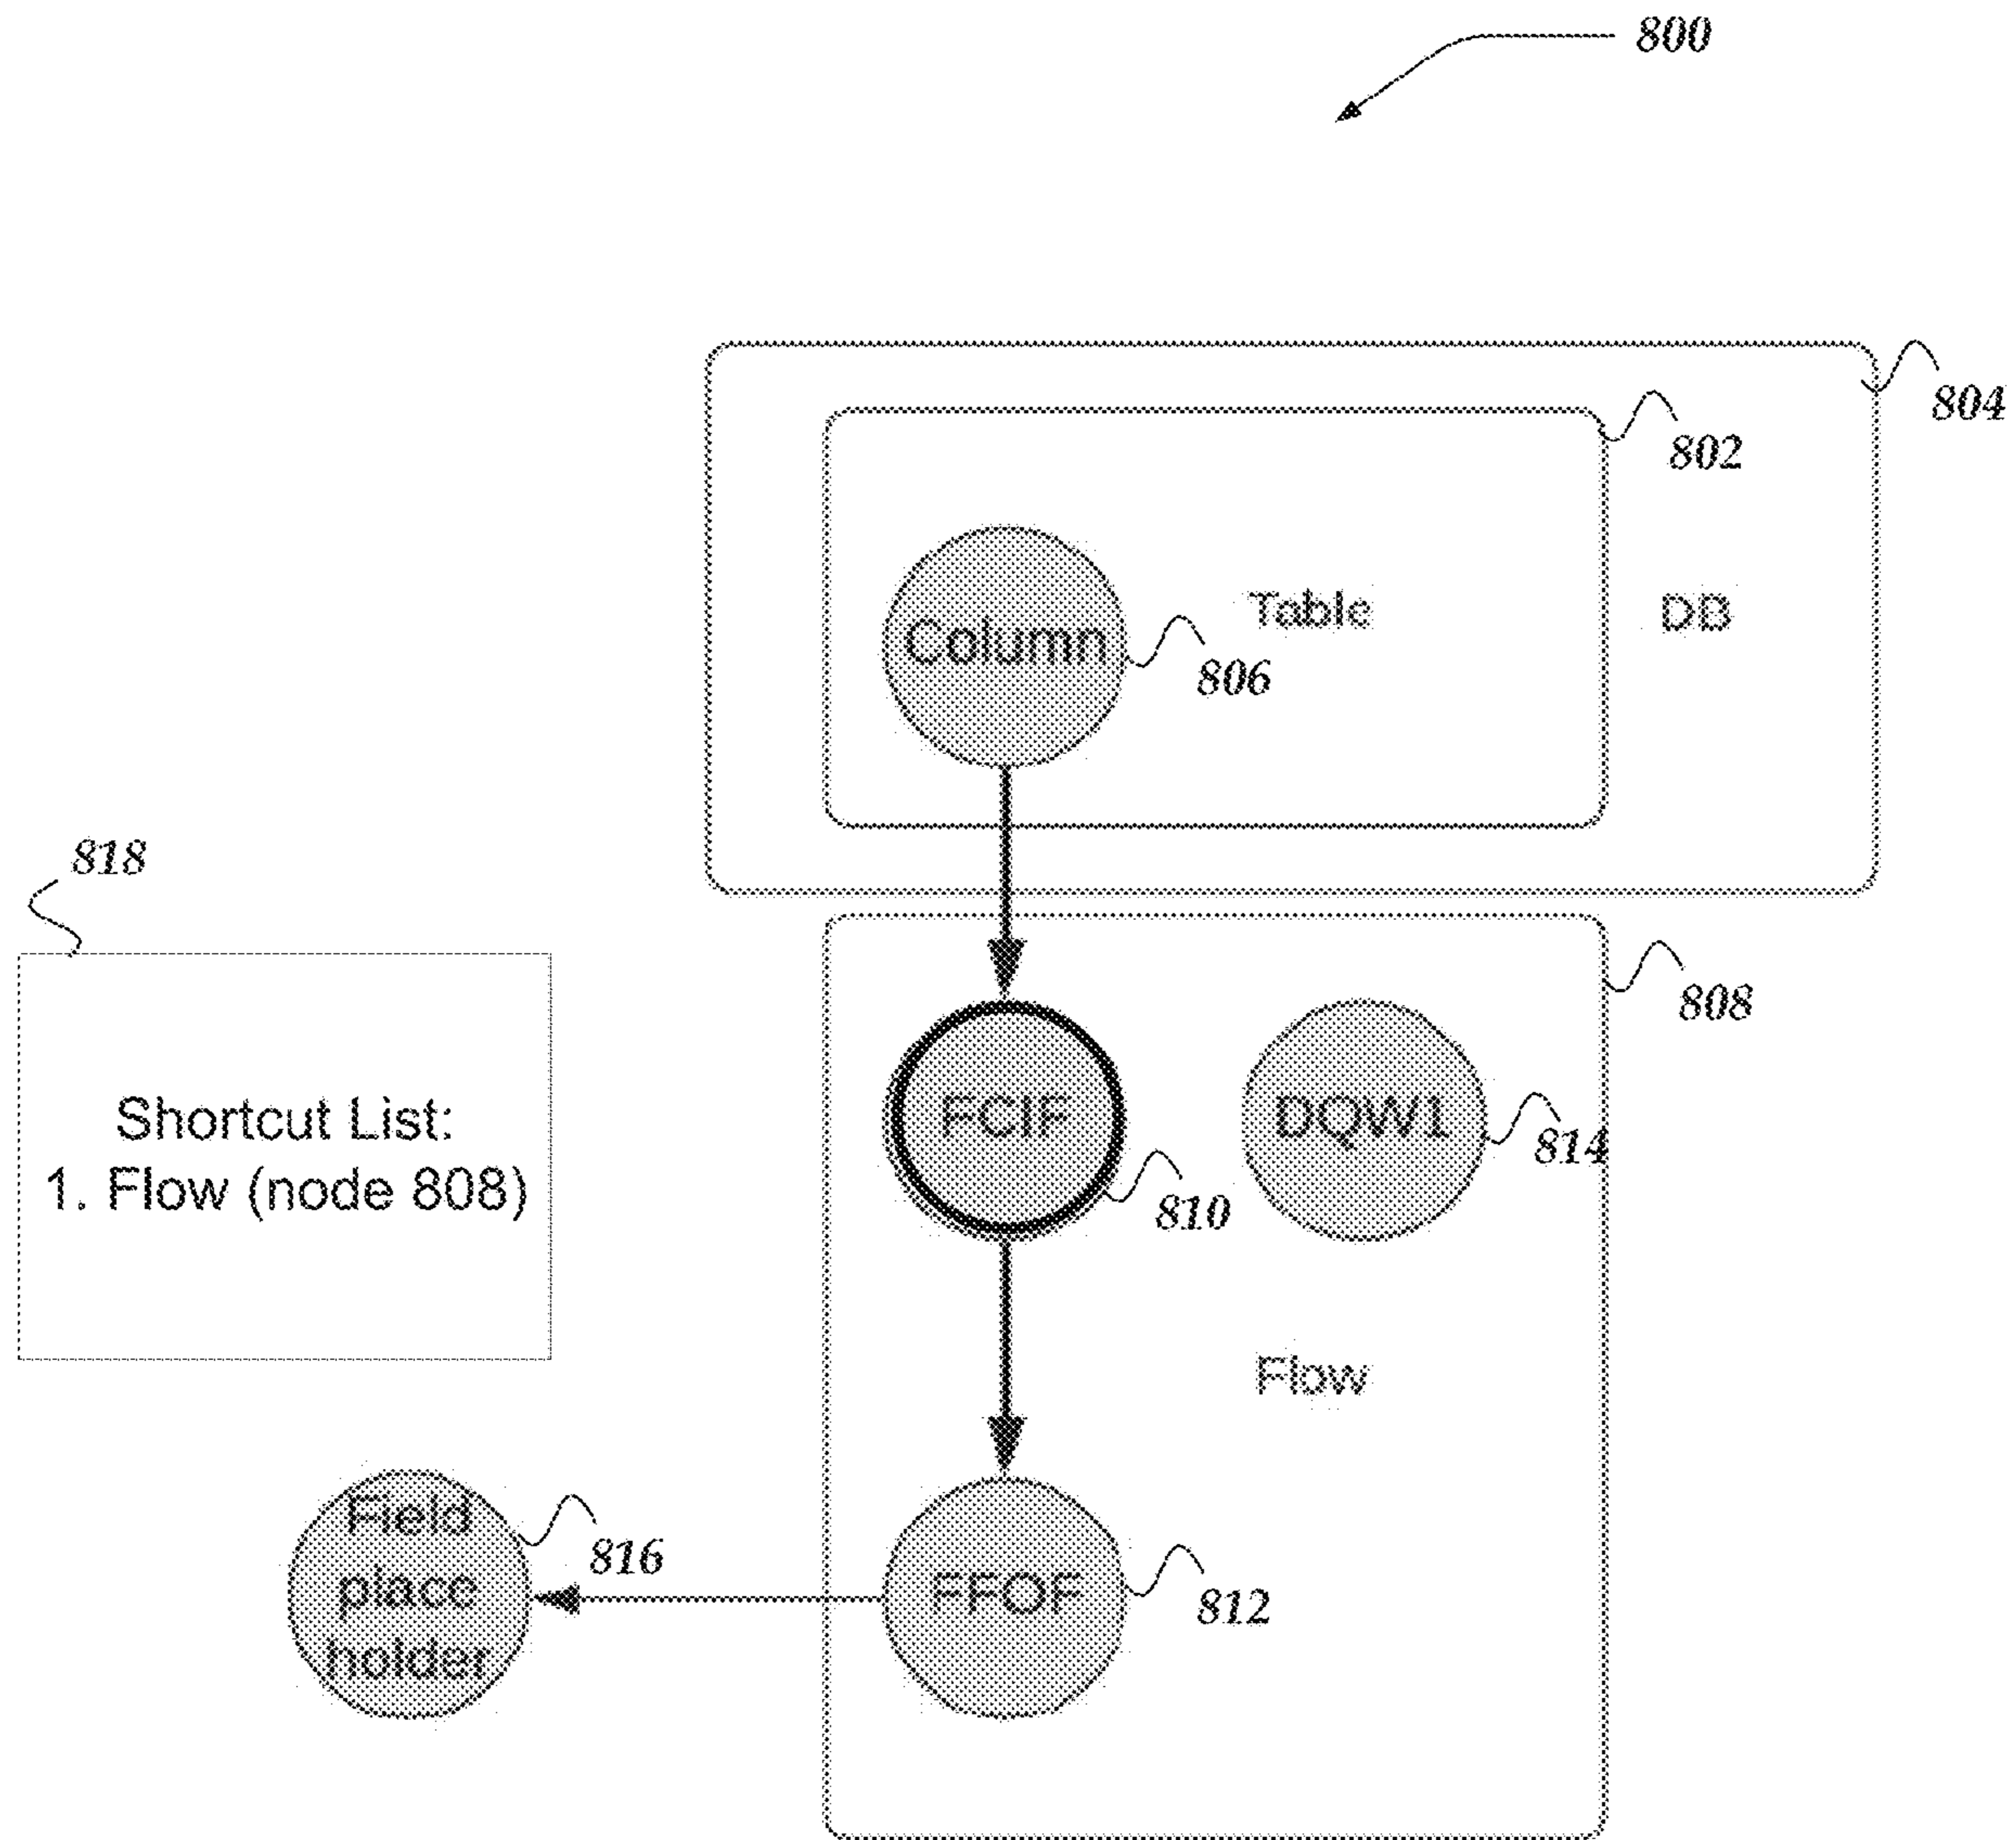 800
804
802
Column
Table
DB
806
818
808
FCIF
DQW1
814
Shortcut List:
1. Flow (node 808)
810
Flow
Field
place
holder
816
FFOF
812